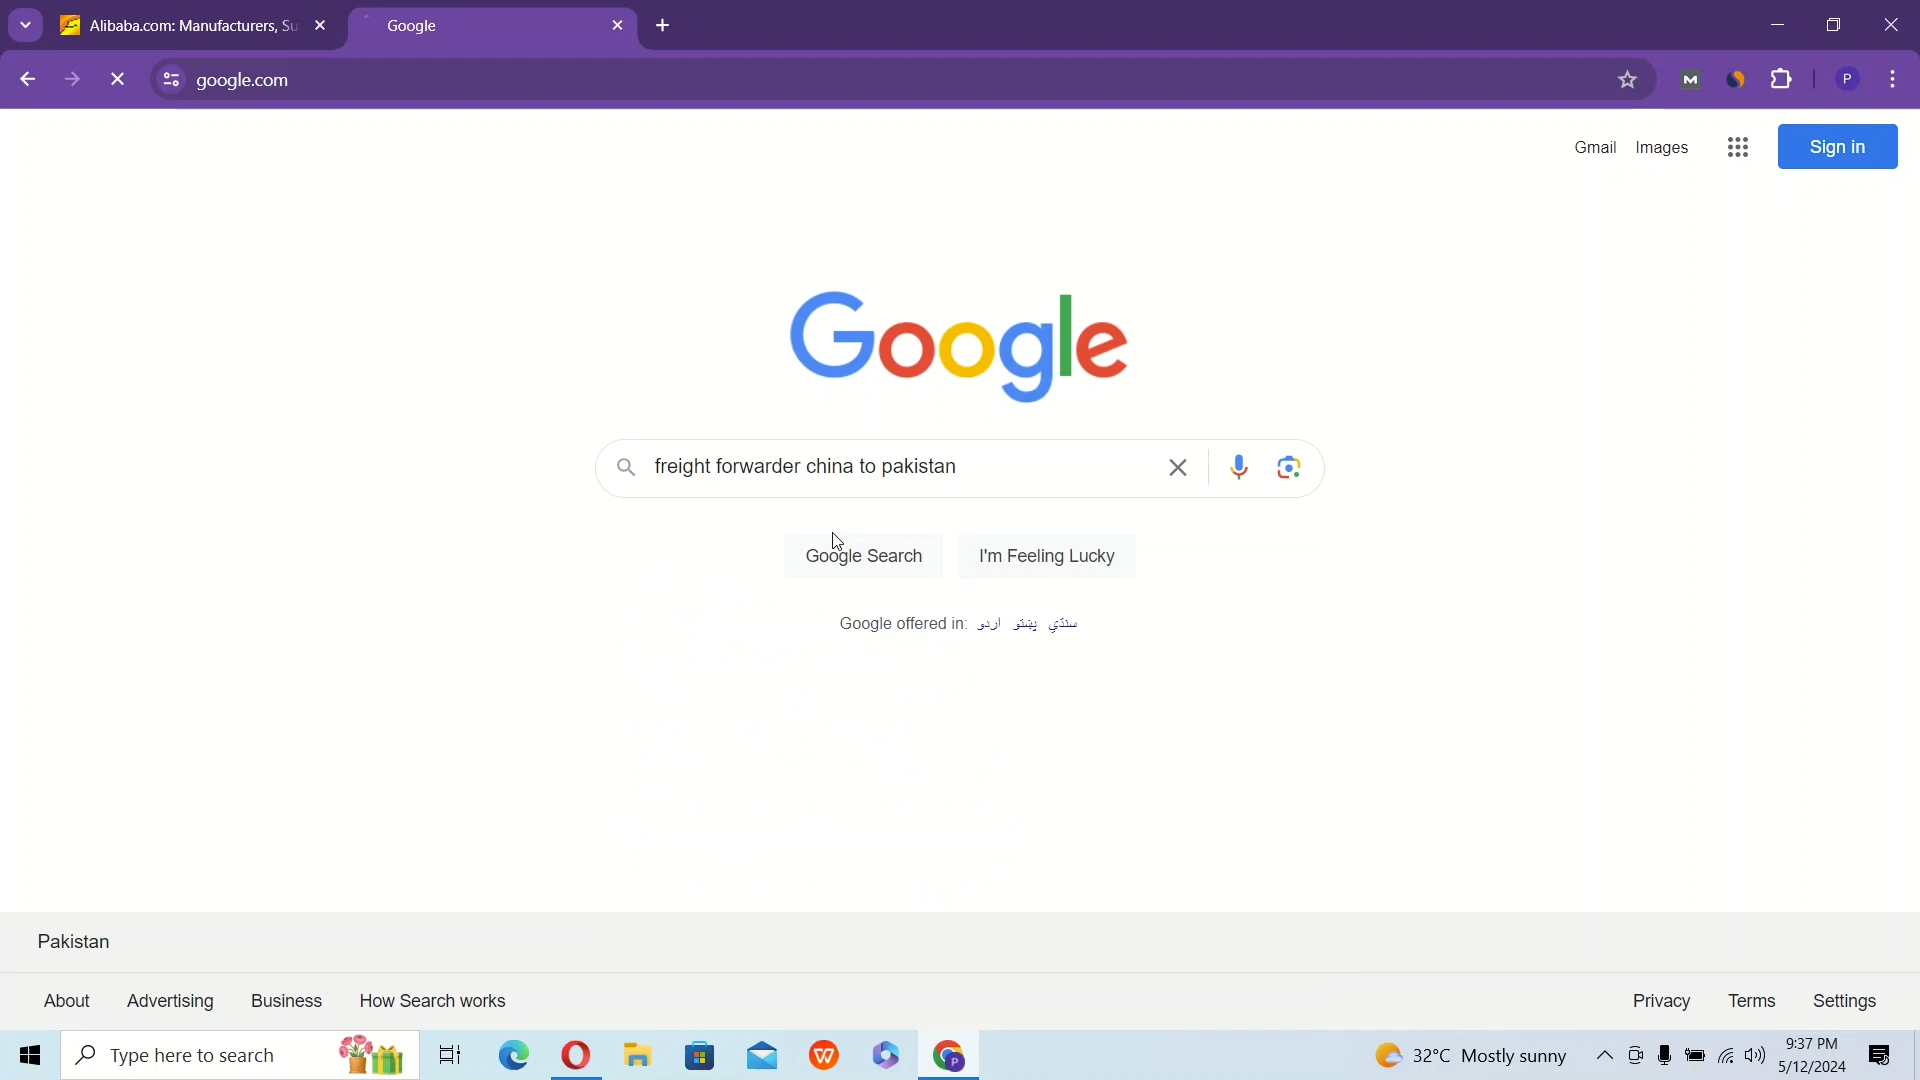 Alibaba.com: Manufacturers, Su
Google
google.com
P
Gmail Images Sign in
Google
freight forwarder china to pakistan
Google Search I'm Feeling Lucky
Google offered in: اردو پښتو سنڌي
Pakistan
About Advertising Business How Search works Privacy Terms Settings
Type here to search
32°C Mostly sunny
9:37 PM
5/12/2024